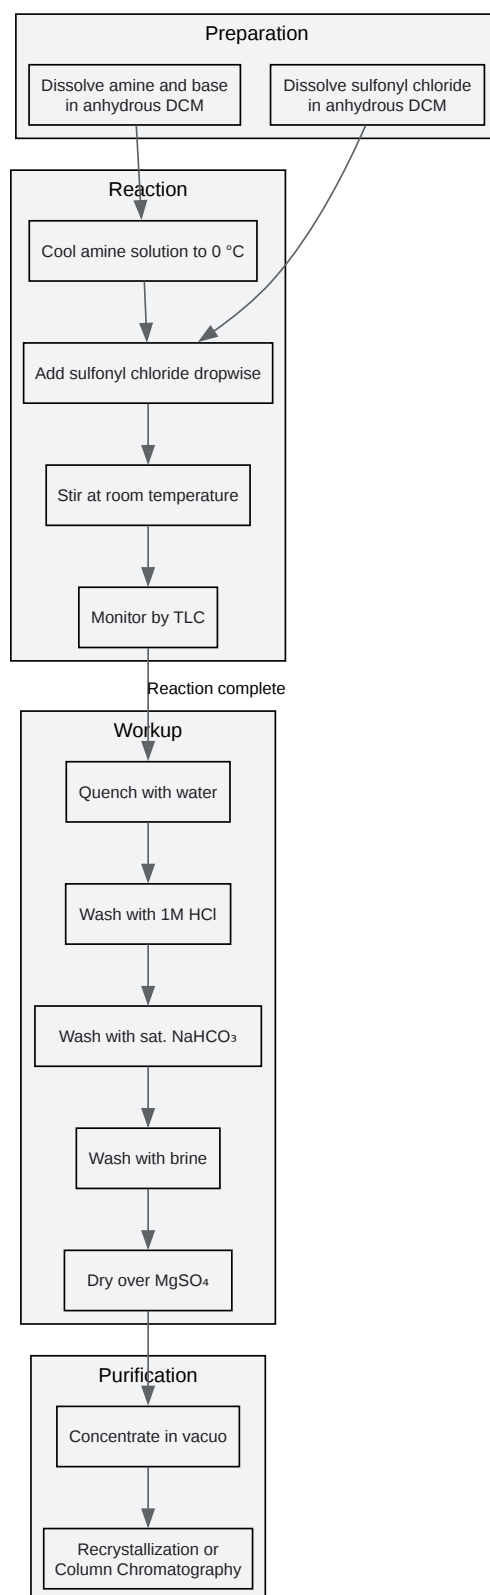 Preparation
Dissolve amine and base
in anhydrous DCM
Dissolve sulfonyl chloride
in anhydrous DCM
Reaction
Cool amine solution to 0 °C
Add sulfonyl chloride dropwise
Stir at room temperature
Monitor by TLC
Reaction complete
Workup
Quench with water
Wash with 1M HCl
Wash with sat. NaHCO₃
Wash with brine
Dry over MgSO₄
Purification
Concentrate in vacuo
Recrystallization or
Column Chromatography